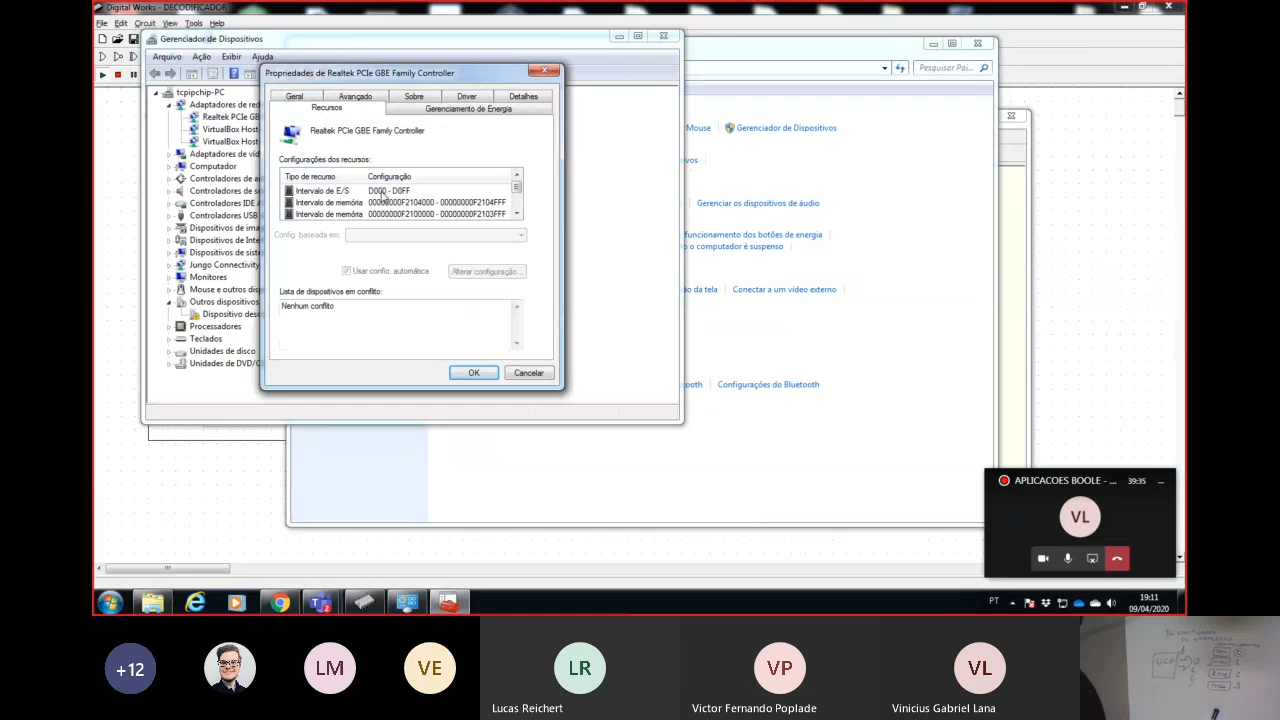 Digital Works - DECODIFICADOR
File Edit Circuit View Tools Help
Gerenciador de Dispositivos
Arquivo Ação Exibir Ajuda
tcpipchip-PC
Adaptadores de red
Realtek PCIe GBE
VirtualBox Host
VirtualBox Host
Adaptadores de víd
Computador
Controladores de a
Controladores de s
Controladores IDE A
Controladores USB
Dispositivos de ima
Dispositivos de Inte
Dispositivos de siste
Jungo Connectivity
Monitores
Mouse e outros disp
Outros dispositivos
Dispositivo desc
Processadores
Teclados
Unidades de disco
Unidades de DVD/C
Propriedades de Realtek PCIe GBE Family Controller
Geral Avançado Sobre Driver Detalhes
Recursos Gerenciamento de Energia
Realtek PCIe GBE Family Controller
Configurações dos recursos:
Tipo de recurso Configuração
Intervalo de E/S D000 - D0FF
Intervalo de memória 00000000F2104000 - 00000000F2104FFF
Intervalo de memória 00000000F2100000 - 00000000F2103FFF
Config. baseada em:
Usar config. automática Alterar configuração...
Lista de dispositivos em conflito:
Nenhum conflito
OK Cancelar
Pesquisar Pai...
Mouse Gerenciador de Dispositivos
Gerenciar os dispositivos de áudio
funcionamento dos botões de energia
o computador é suspenso
ão da tela Conectar a um vídeo externo
ooth Configurações do Bluetooth
APLICACOES BOOLE - ... 39:35
VL
PT 19:11
09/04/2020
+12 LM VE LR VP VL
Lucas Reichert Victor Fernando Poplade Vinicius Gabriel Lana
UCP